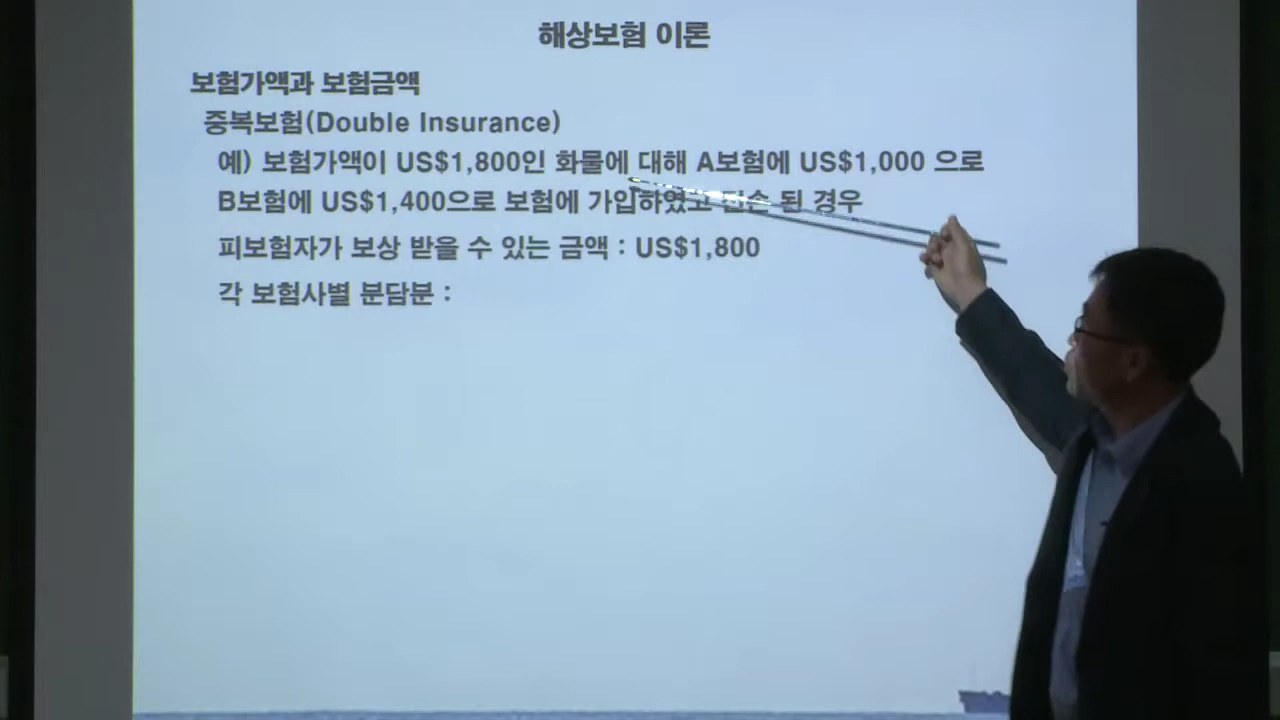 해상보험 이론
보험가액과 보험금액
중복보험(Double Insurance)
예) 보험가액이 US$1,800인 화물에 대해 A보험에 US$1,000 으로
B보험에 US$1,400으로 보험에 가입하였고 전손 된 경우
피보험자가 보상 받을 수 있는 금액 : US$1,800
각 보험사별 분담분 :